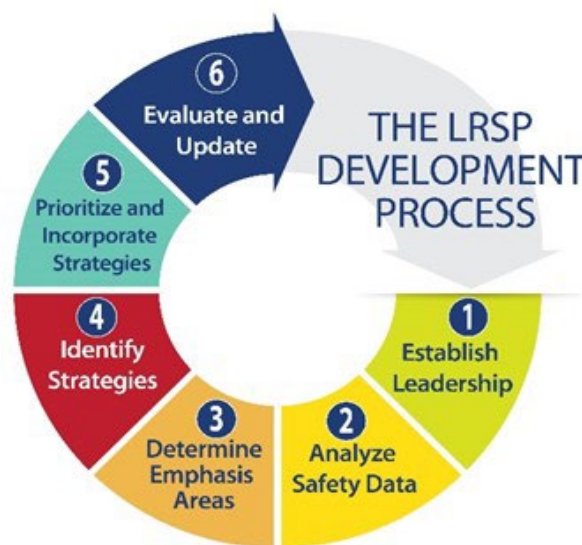 THE LRSP
DEVELOPMENT
PROCESS
1
Establish
Leadership
2
Analyze
Safety Data
3
Determine
Emphasis
Areas
4
Identify
Strategies
5
Prioritize and
Incorporate
Strategies
6
Evaluate and
Update